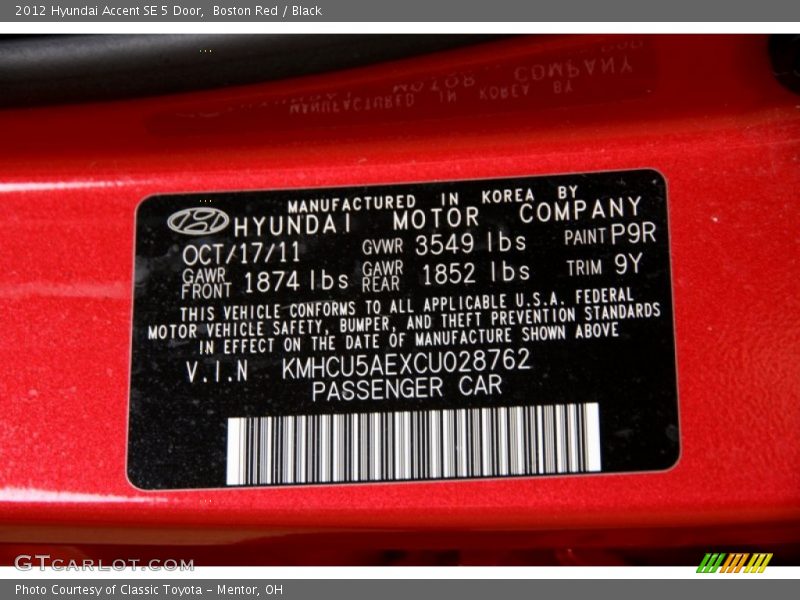 2012 Hyundai Accent SE 5 Door, Boston Red / Black
MANUFACTURED IN KOREA BY
HYUNDAI MOTOR COMPANY
OCT/17/11 GVWR 3549 lbs PAINT P9R
GAWR FRONT 1874 lbs GAWR REAR 1852 lbs TRIM 9Y
THIS VEHICLE CONFORMS TO ALL APPLICABLE U.S.A. FEDERAL
MOTOR VEHICLE SAFETY, BUMPER, AND THEFT PREVENTION STANDARDS
IN EFFECT ON THE DATE OF MANUFACTURE SHOWN ABOVE
V.I.N KMHCU5AEXCU028762
PASSENGER CAR
GTCARLOT.COM
Photo Courtesy of Classic Toyota - Mentor, OH